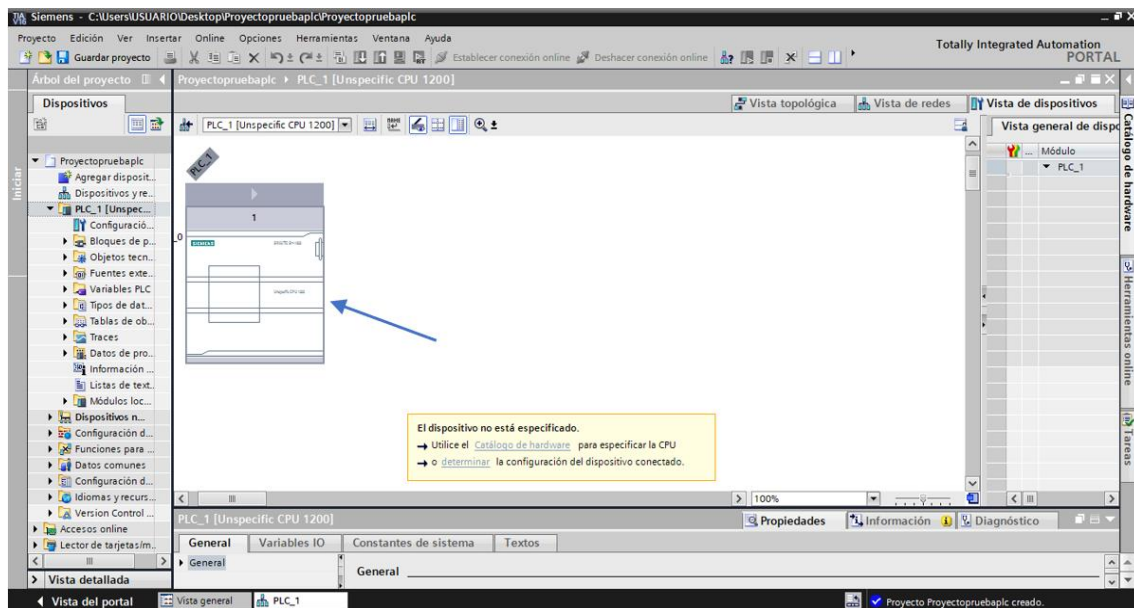 Siemens - C:\Users\USUARIO\Desktop\Proyectopruebaplc\Proyectopruebaplc
Proyecto Edición Ver Insertar Online Opciones Herramientas Ventana Ayuda
Totally Integrated Automation
PORTAL
Guardar proyecto Establecer conexión online Deshacer conexión online
Árbol del proyecto
Proyectopruebaplc PLC_1 [Unspecific CPU 1200]
Dispositivos
Vista topológica Vista de redes Vista de dispositivos
PLC_1 [Unspecific CPU 1200]
Vista general de dispo
... Módulo
PLC_1
Iniciar
Proyectopruebaplc
Agregar disposit...
Dispositivos y re...
PLC_1 [Unspec...
Configuració...
Bloques de p...
Objetos tecn...
Fuentes exte...
Variables PLC
Tipos de dat...
Tablas de ob...
Traces
Datos de pro...
Información ...
Listas de text...
Módulos loc...
Dispositivos n...
Configuración d...
Funciones para ...
Datos comunes
Configuración d...
Idiomas y recurs...
Version Control ...
Accesos online
Lector de tarjetas/m...
Vista detallada
PLC_1
1
_0
SIEMENS
El dispositivo no está especificado.
Utilice el Catálogo de hardware para especificar la CPU
o determinar la configuración del dispositivo conectado.
100%
Catálogo de hardware
Herramientas online
Tareas
PLC_1 [Unspecific CPU 1200]
Propiedades Información Diagnóstico
General Variables IO Constantes de sistema Textos
General
General
Vista del portal Vista general PLC_1 Proyecto Proyectopruebaplc creado.